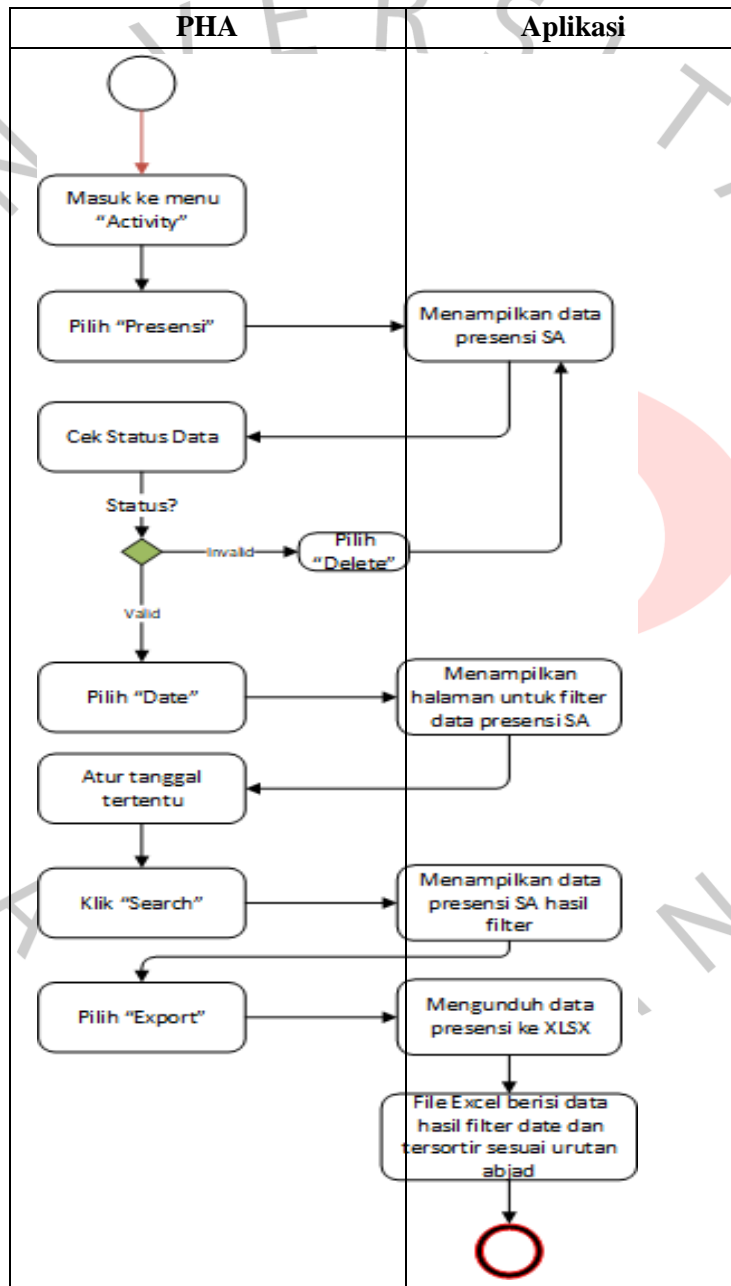 PHA
Aplikasi
Masuk ke menu
“Activity”
Pilih “Presensi”
Menampilkan data
presensi SA
Cek Status Data
Status?
Invalid
Pilih
“Delete”
Valid
Pilih “Date”
Menampilkan
halaman untuk filter
data presensi SA
Atur tanggal
tertentu
Klik “Search”
Menampilkan data
presensi SA hasil
filter
Pilih “Export”
Mengunduh data
presensi ke XLSX
File Excel berisi data
hasil filter date dan
tersortir sesuai urutan
abjad